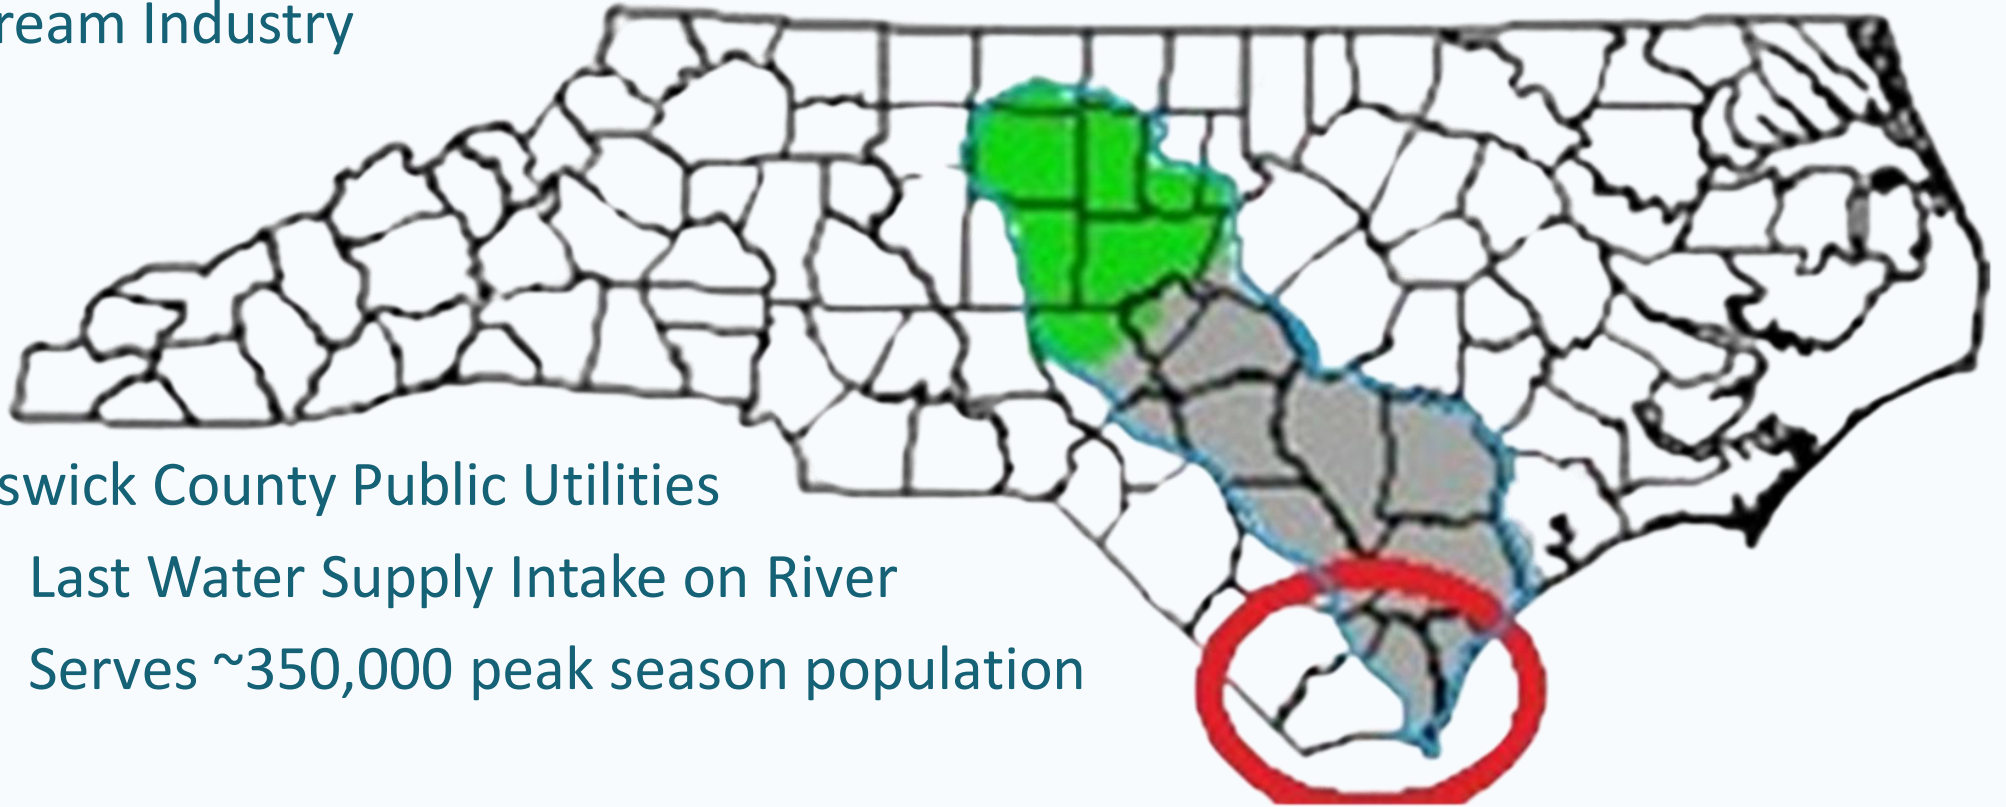 ream Industry
swick County Public Utilities
Last Water Supply Intake on River
Serves ~350,000 peak season population